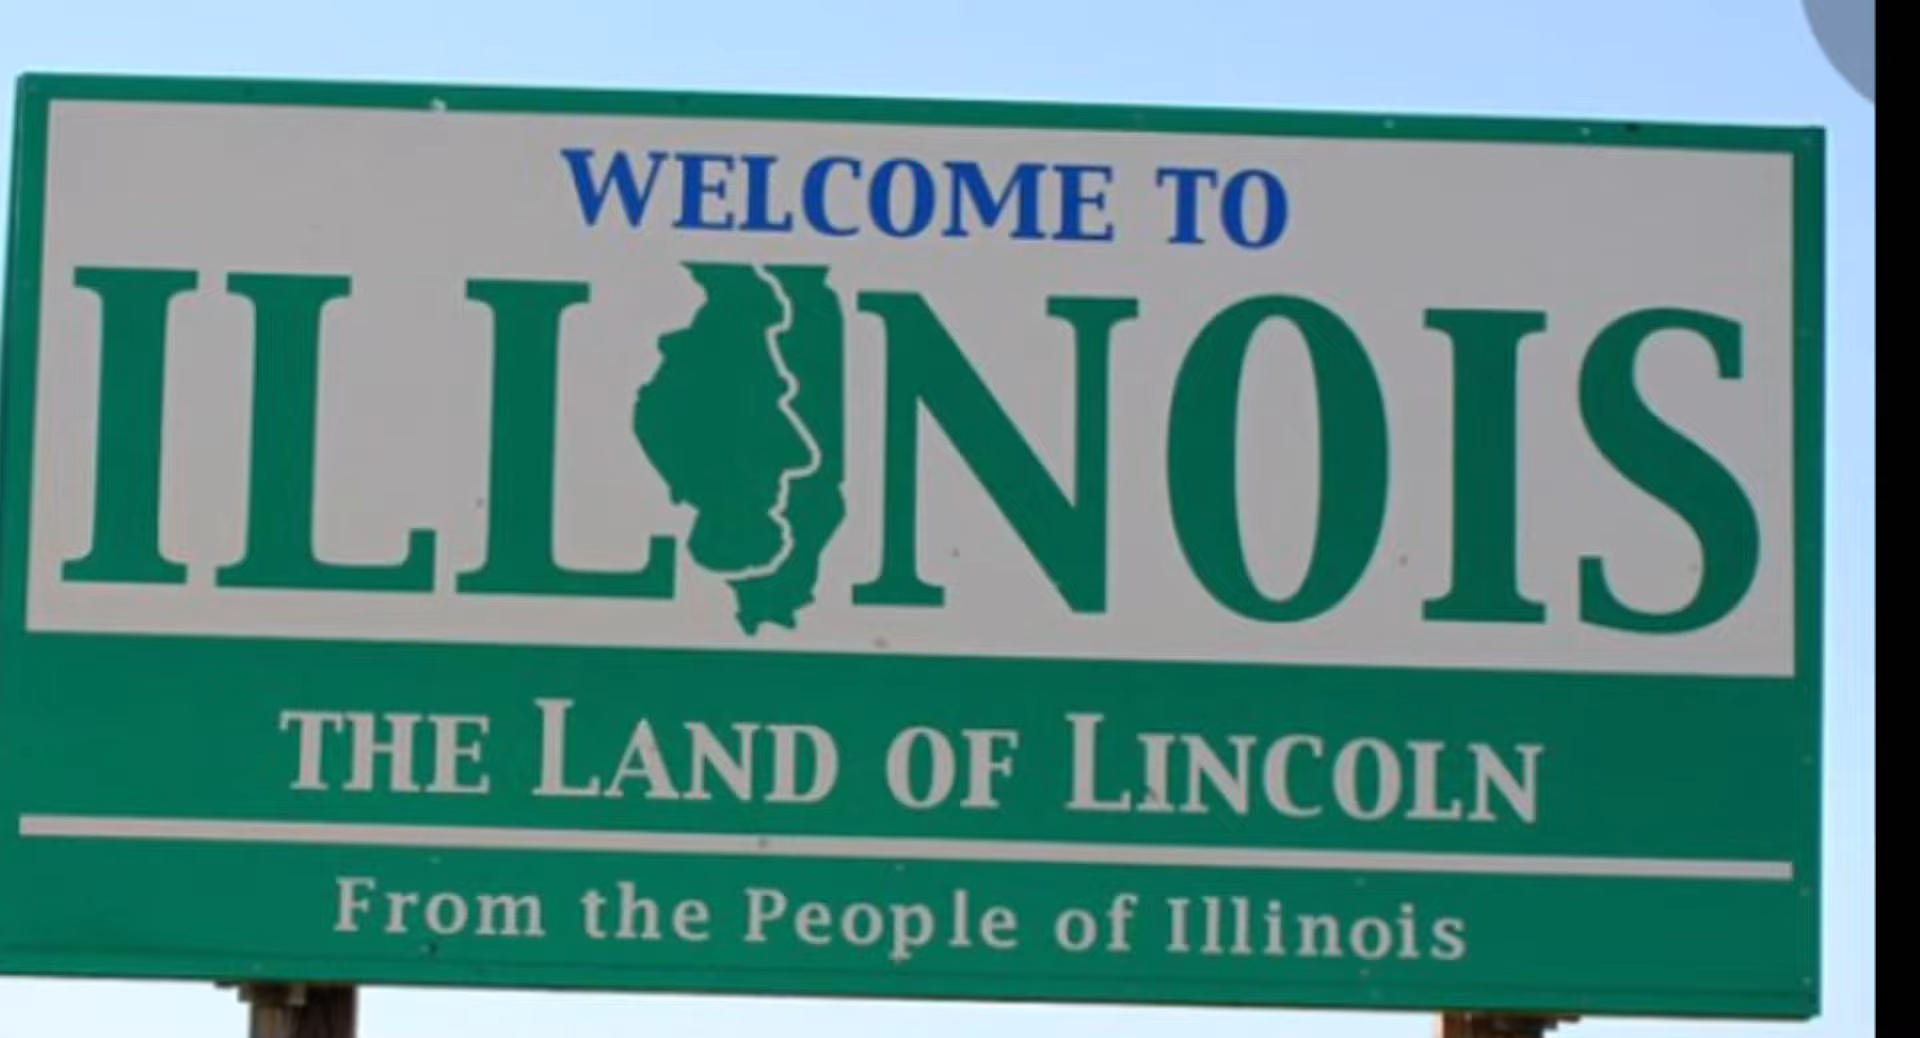 WELCOME TO
ILLINOIS
THE LAND OF LINCOLN
From the People of Illinois